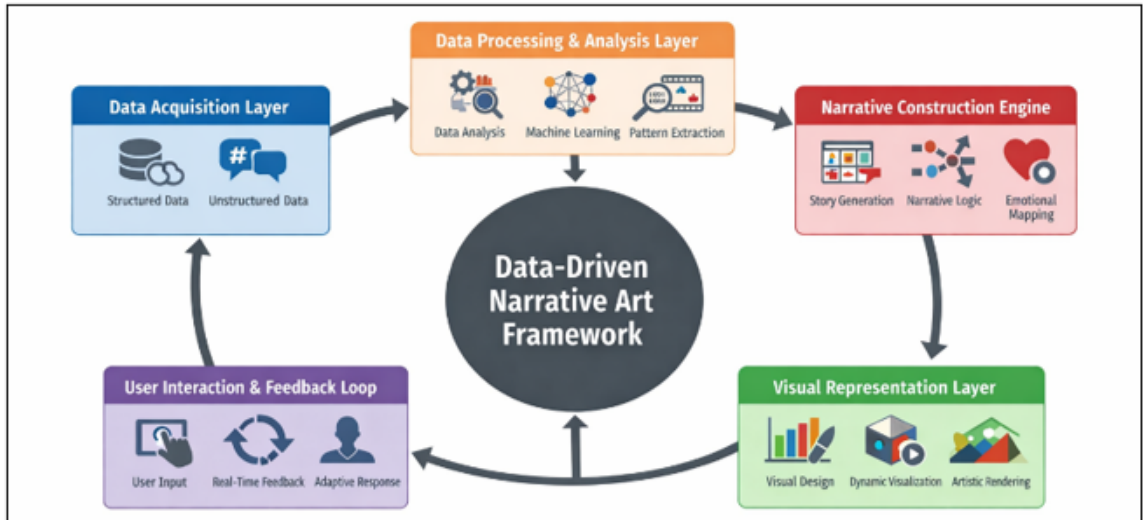 Data Processing & Analysis Layer
Data Analysis
Machine Learning
Pattern Extraction
Data Acquisition Layer
#
Structured Data
Unstructured Data
Narrative Construction Engine
Story Generation
Narrative Logic
Emotional
Mapping
Data-Driven
Narrative Art
Framework
User Interaction & Feedback Loop
User Input
Real-Time Feedback
Adaptive Response
Visual Representation Layer
Visual Design
Dynamic Visualization
Artistic Rendering